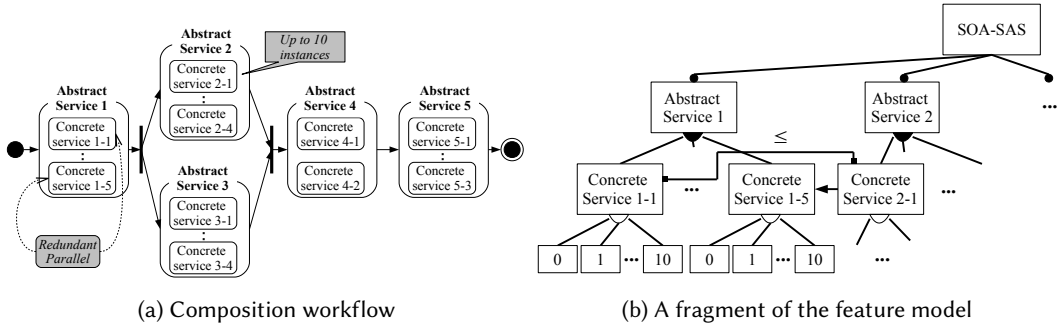 Abstract
Service 2
Up to 10
instances
Concrete
service 2-1
⋮
Concrete
service 2-4
Abstract
Service 1
Concrete
service 1-1
⋮
Concrete
service 1-5
Redundant
Parallel
Abstract
Service 3
Concrete
service 3-1
⋮
Concrete
service 3-4
Abstract
Service 4
Concrete
service 4-1
Concrete
service 4-2
Abstract
Service 5
Concrete
service 5-1
⋮
Concrete
service 5-3
(a) Composition workflow
SOA-SAS
Abstract
Service 1
Abstract
Service 2
...
≤
Concrete
Service 1-1
...
Concrete
Service 1-5
Concrete
Service 2-1
...
0 1 ... 10 0 1 ... 10 ...
(b) A fragment of the feature model